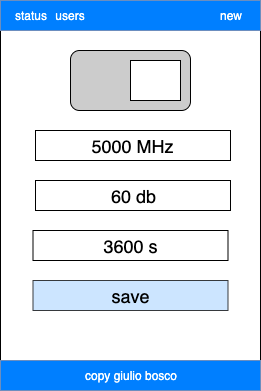 status users new
5000 MHz
60 db
3600 s
save
copy giulio bosco